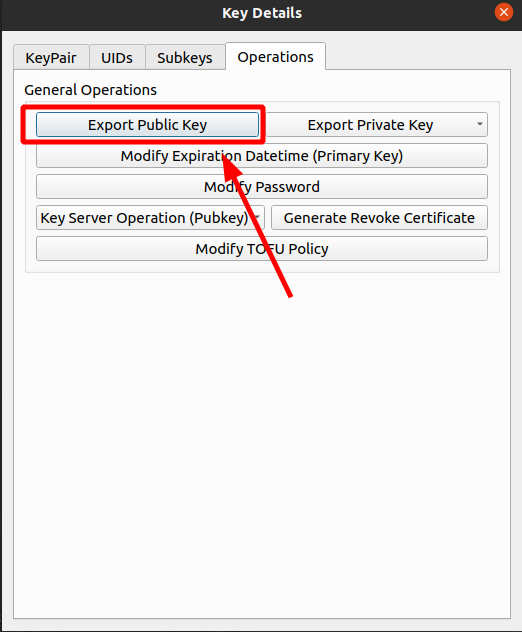 Key Details
KeyPair UIDs Subkeys Operations
General Operations
Export Public Key Export Private Key
Modify Expiration Datetime (Primary Key)
Modify Password
Key Server Operation (Pubkey) Generate Revoke Certificate
Modify TOFU Policy